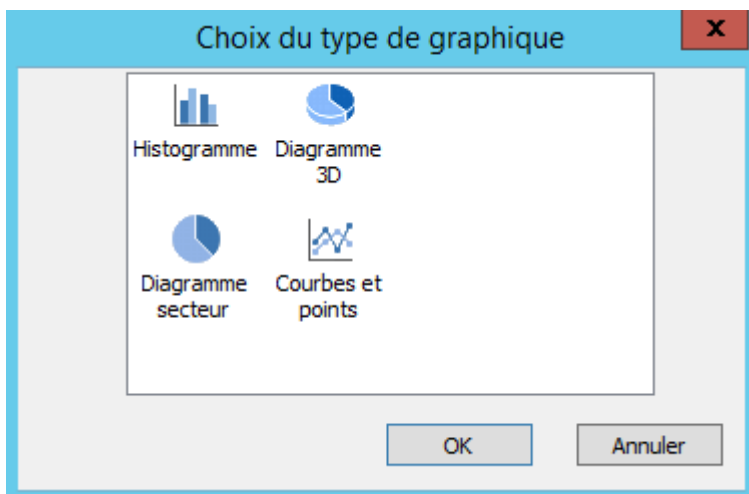 Choix du type de graphique
x
Histogramme
Diagramme
3D
Diagramme
secteur
Courbes et
points
OK
Annuler